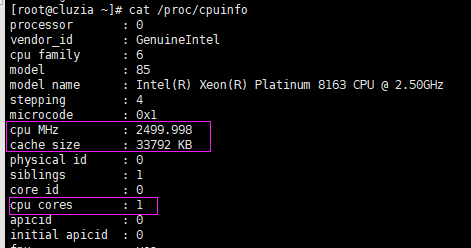 [root@cluzia ~]# cat /proc/cpuinfo
processor : 0
vendor_id : GenuineIntel
cpu family : 6
model : 85
model name : Intel(R) Xeon(R) Platinum 8163 CPU @ 2.50GHz
stepping : 4
microcode : 0x1
cpu MHz : 2499.998
cache size : 33792 KB
physical id : 0
siblings : 1
core id : 0
cpu cores : 1
apicid : 0
initial apicid : 0